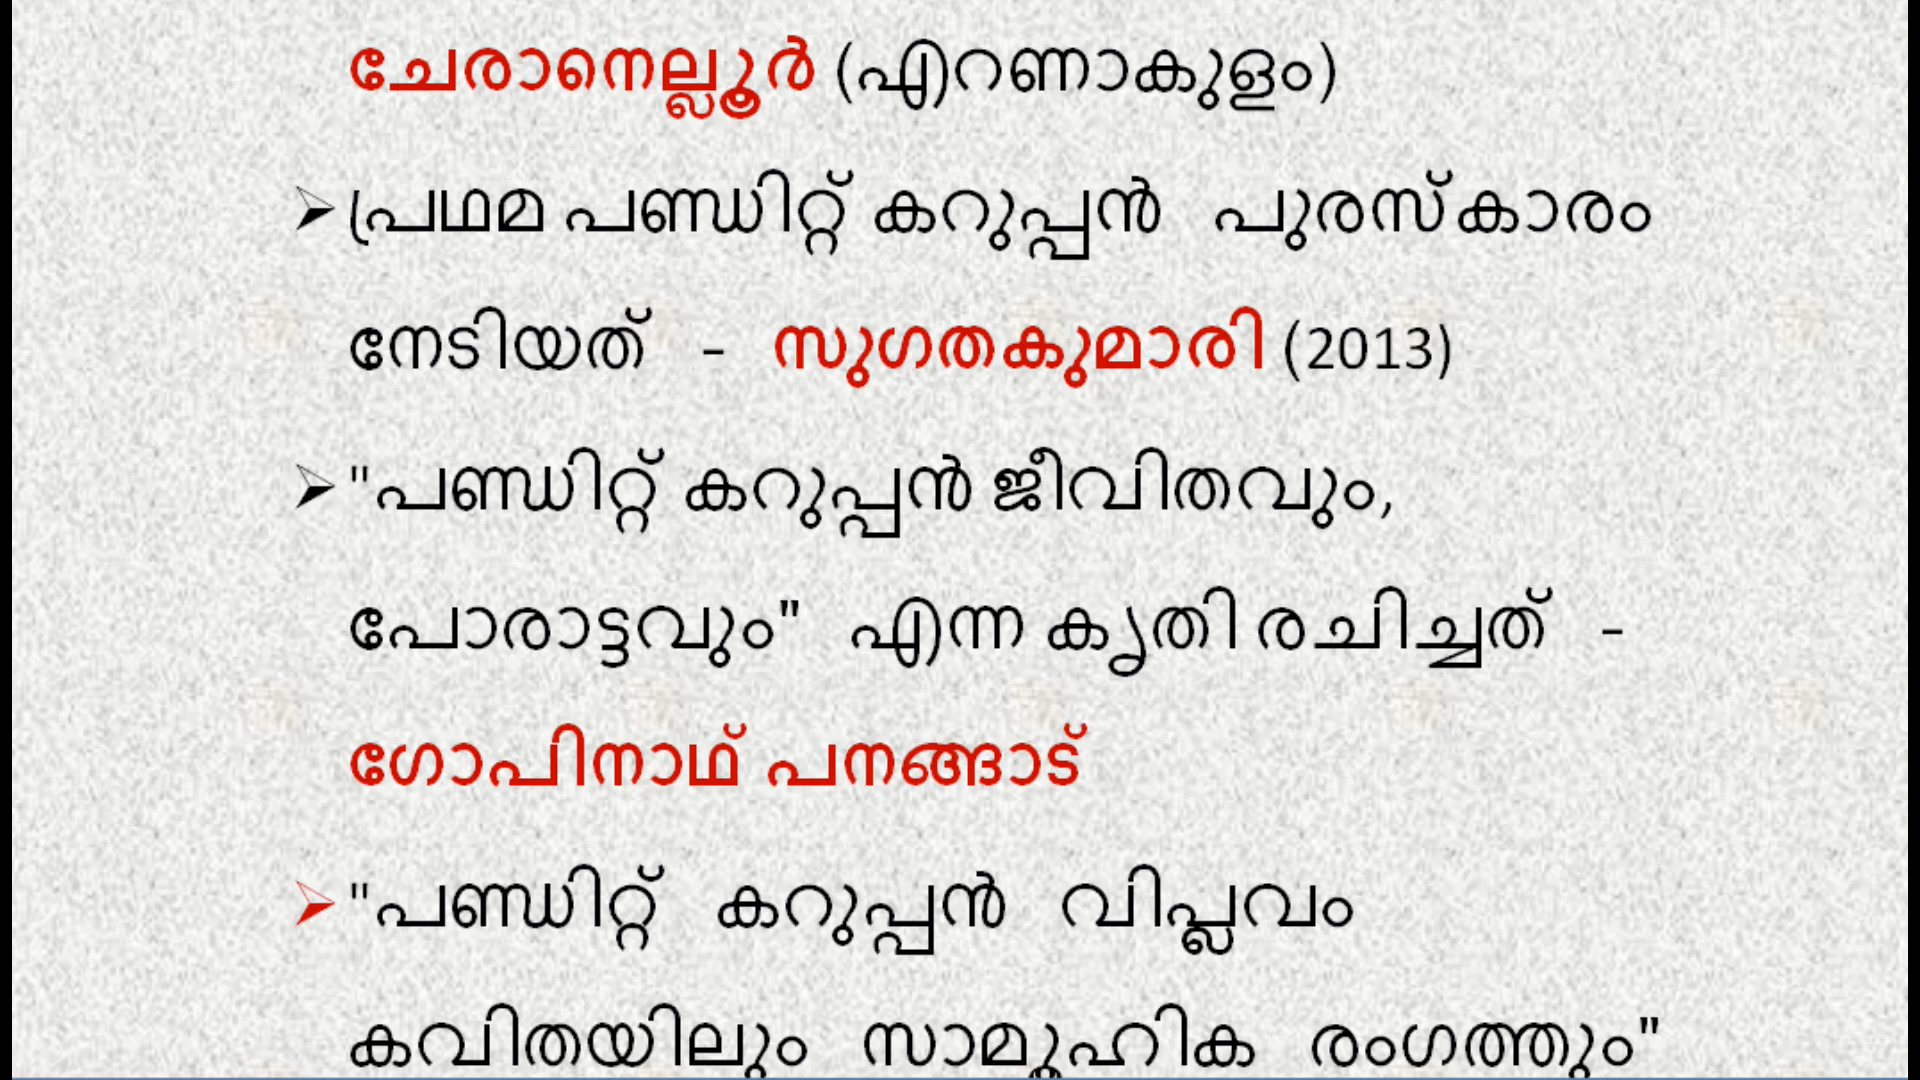 ചേരാനെല്ലൂർ (എറണാകുളം)
പ്രഥമ പണ്ഡിറ്റ് കറുപ്പൻ പുരസ്കാരം
നേടിയത് - സുഗതകുമാരി (2013)
"പണ്ഡിറ്റ് കറുപ്പൻ ജീവിതവും,
പോരാട്ടവും" എന്ന കൃതി രചിച്ചത് -
ഗോപിനാഥ് പനങ്ങാട്
"പണ്ഡിറ്റ് കറുപ്പൻ വിപ്ലവം
കവിതയിലും സാമൂഹിക രംഗത്തും"